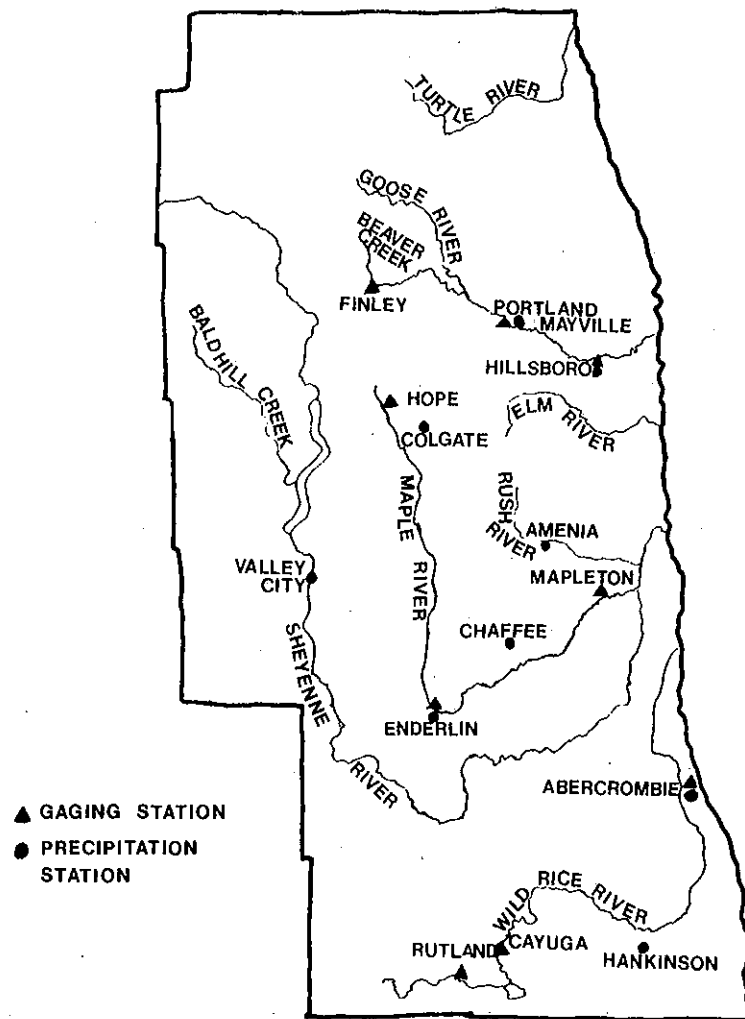 TURTLE RIVER
GOOSE RIVER
BEAVER
CREEK
FINLEY
PORTLAND
MAYVILLE
HILLSBORO
BALDHILL CREEK
HOPE
COLGATE
ELM RIVER
MAPLE RIVER
RUSH
RIVER
AMENIA
VALLEY
CITY
MAPLETON
CHAFFEE
SHEYENNE
RIVER
ENDERLIN
ABERCROMBIE
GAGING STATION
PRECIPITATION
STATION
WILD RICE RIVER
RUTLAND
CAYUGA
HANKINSON